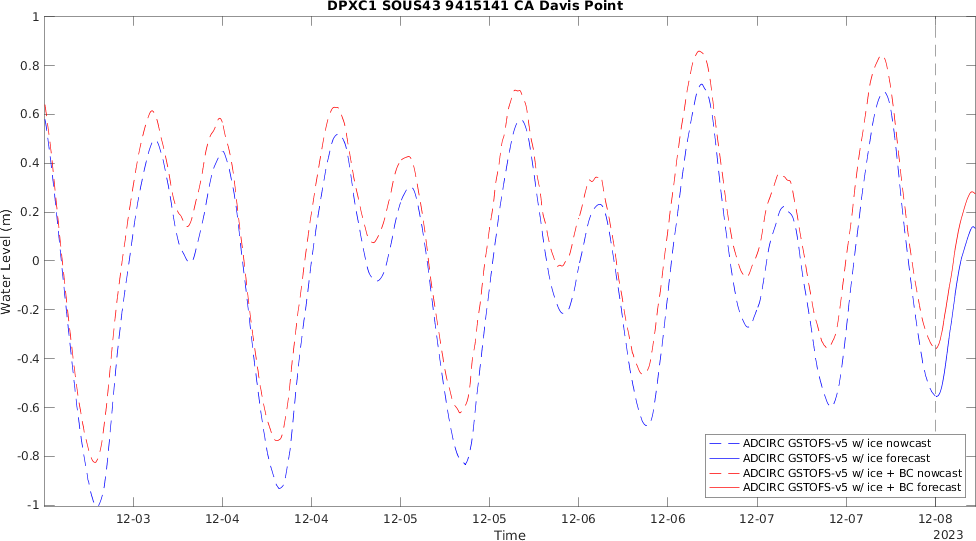 DPXC1 SOUS43 9415141 CA Davis Point
Water Level (m)
1
0.8
0.6
0.4
0.2
0
-0.2
-0.4
-0.6
-0.8
-1
ADCIRC GSTOFS-v5 w/ ice nowcast
ADCIRC GSTOFS-v5 w/ ice forecast
ADCIRC GSTOFS-v5 w/ ice + BC nowcast
ADCIRC GSTOFS-v5 w/ ice + BC forecast
12-03 12-04 12-04 12-05 12-05 12-06 12-06 12-07 12-07 12-08
Time 2023